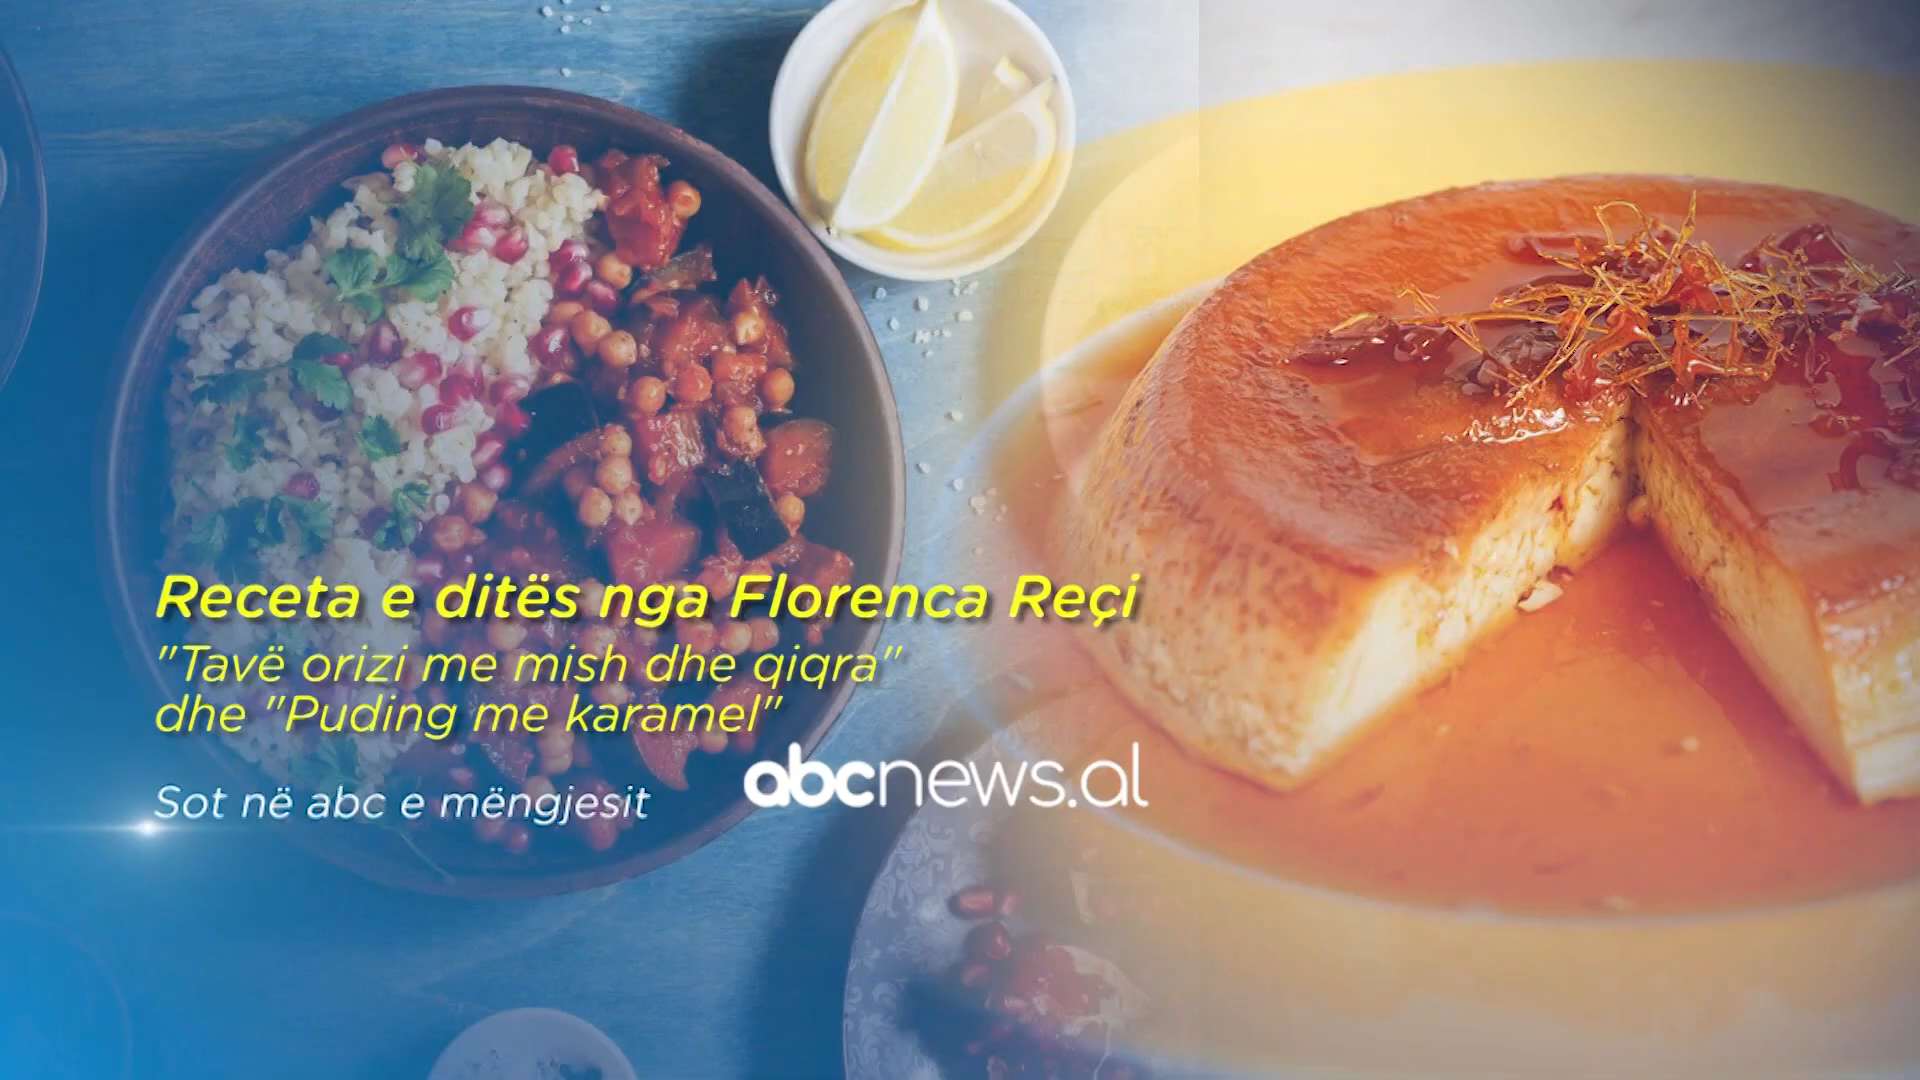 Receta e ditës nga Florenca Reçi
"Tavë orizi me mish dhe qiqra"
dhe "Puding me karamel"
abcnews.al
Sot në abc e mëngjesit